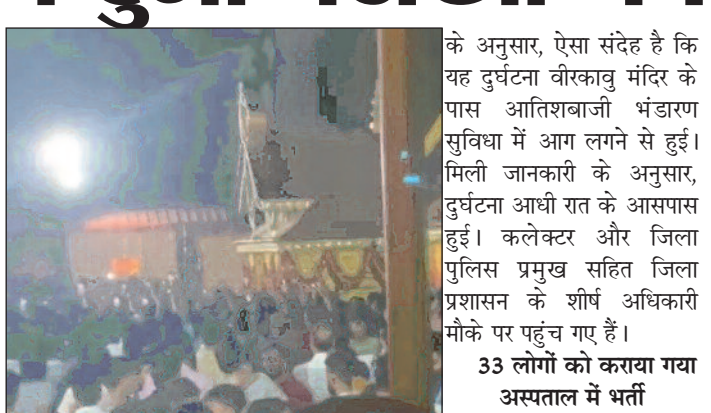 के अनुसार, ऐसा संदेह है कि
यह दुर्घटना वीरकावु मंदिर के
पास आतिशबाजी भंडारण
सुविधा में आग लगने से हुई।
मिली जानकारी के अनुसार,
दुर्घटना आधी रात के आसपास
हुई। कलेक्टर और जिला
पुलिस प्रमुख सहित जिला
प्रशासन के शीर्ष अधिकारी
मौके पर पहुंच गए हैं।
33 लोगों को कराया गया
अस्पताल में भर्ती